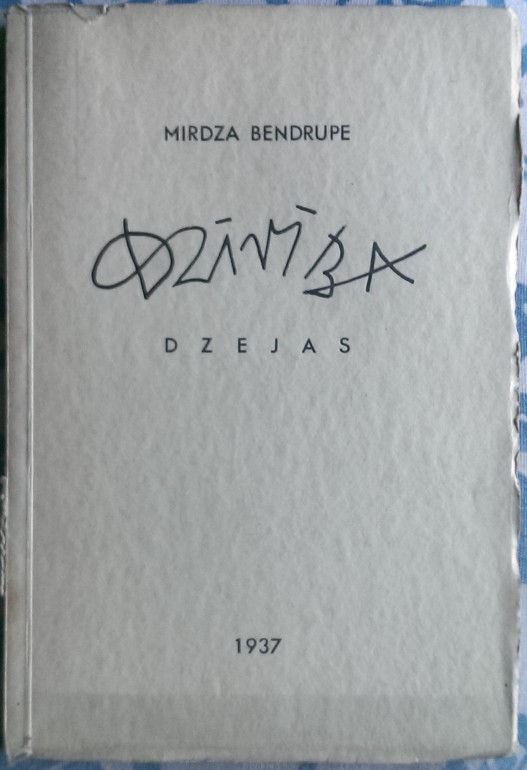 MIRDZA BENDRUPE
DZĪVĪBA
DZEJAS
1937